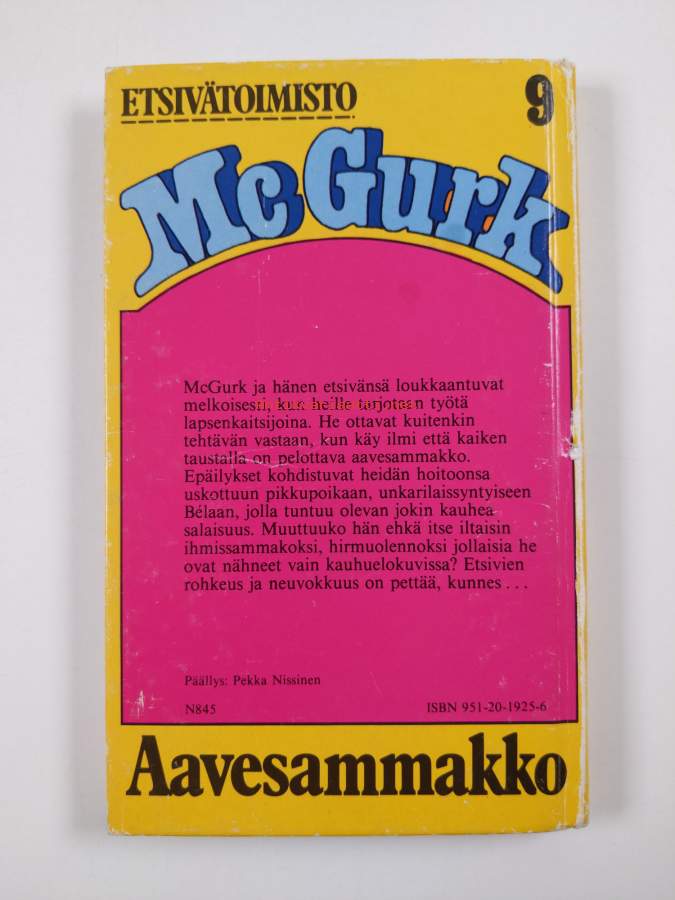 ETSIVÄTOIMISTO 9
McGurk
McGurk ja hänen etsivänsä loukkaantuvat
melkoisesti, kun heille tarjotaan työtä
lapsenkaitsijoina. He ottavat kuitenkin
tehtävän vastaan, kun käy ilmi että kaiken
taustalla on pelottava aavesammakko.
Epäilykset kohdistuvat heidän hoitoonsa
uskottuun pikkupoikaan, unkarilaissyntyiseen
Bélaan, jolla tuntuu olevan jokin kauhea
salaisuus. Muuttuuko hän ehkä itse iltaisin
ihmissammakoksi, hirmuolennoksi jollaisia he
ovat nähneet vain kauhuelokuvissa? Etsivien
rohkeus ja neuvokkuus on pettää, kunnes ...
Päällys: Pekka Nissinen
N845 ISBN 951-20-1925-6
Aavesammakko